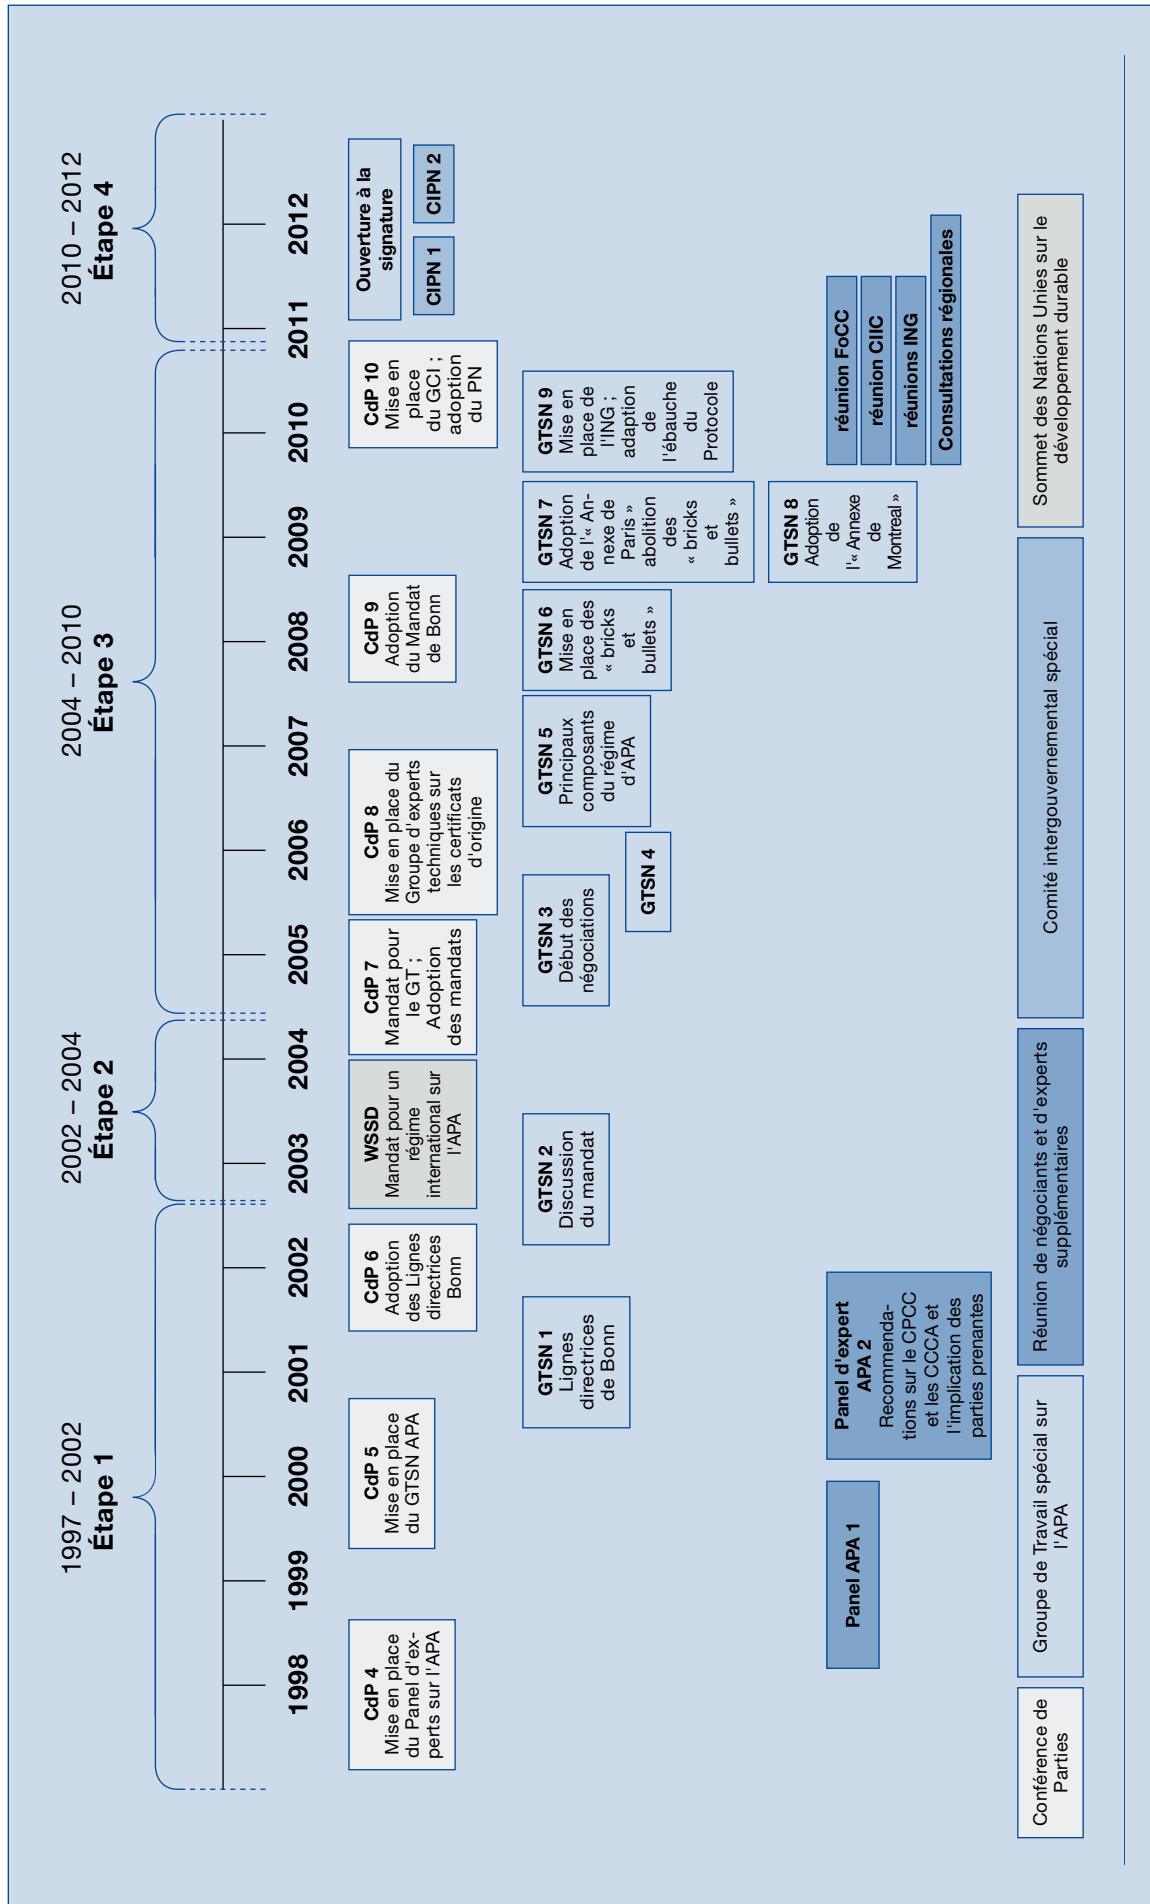 1997 – 2002
Étape 1
2002 – 2004
Étape 2
2004 – 2010
Étape 3
2010 – 2012
Étape 4
1998
1999
2000
2001
2002
2003
2004
2005
2006
2007
2008
2009
2010
2011
2012
CdP 4
Mise en place
du Panel d'ex-
perts sur l'APA
CdP 5
Mise en place
du GTSN APA
CdP 6
Adoption
des Lignes
directrices
Bonn
WSSD
Mandat pour un
régime
international sur
l'APA
CdP 7
Mandat pour
le GT ;
Adoption
des mandats
CdP 8
Mise en place du
Groupe d'experts
techniques sur
les certificats
d'origine
CdP 9
Adoption
du Mandat
de Bonn
CdP 10
Mise en
place
du GCI ;
adoption
du PN
Ouverture à la
signature
CIPN 1
CIPN 2
GTSN 1
Lignes
directrices
de Bonn
GTSN 2
Discussion
du mandat
GTSN 3
Début des
négociations
GTSN 4
GTSN 5
Principaux
composants
du régime
d'APA
GTSN 6
Mise en
place des
« bricks
et
bullets »
GTSN 7
Adoption
de l'« An-
nexe de
Paris »
abolition
des
« bricks
et
bullets »
GTSN 8
Adoption
de
l'« Annexe
de
Montreal»
GTSN 9
Mise en
place de
l'ING ;
adaption
de
l'ébauche
du
Protocole
Panel APA 1
Panel d'expert
APA 2
Recommenda-
tions sur le CPCC
et les CCCA et
l'implication des
parties prenantes
réunion FoCC
réunion CIIC
réunions ING
Consultations régionales
Conférence de
Parties
Groupe de Travail spécial sur
l'APA
Réunion de négociants et d'experts
supplémentaires
Comité intergouvernemental spécial
Sommet des Nations Unies sur le
développement durable